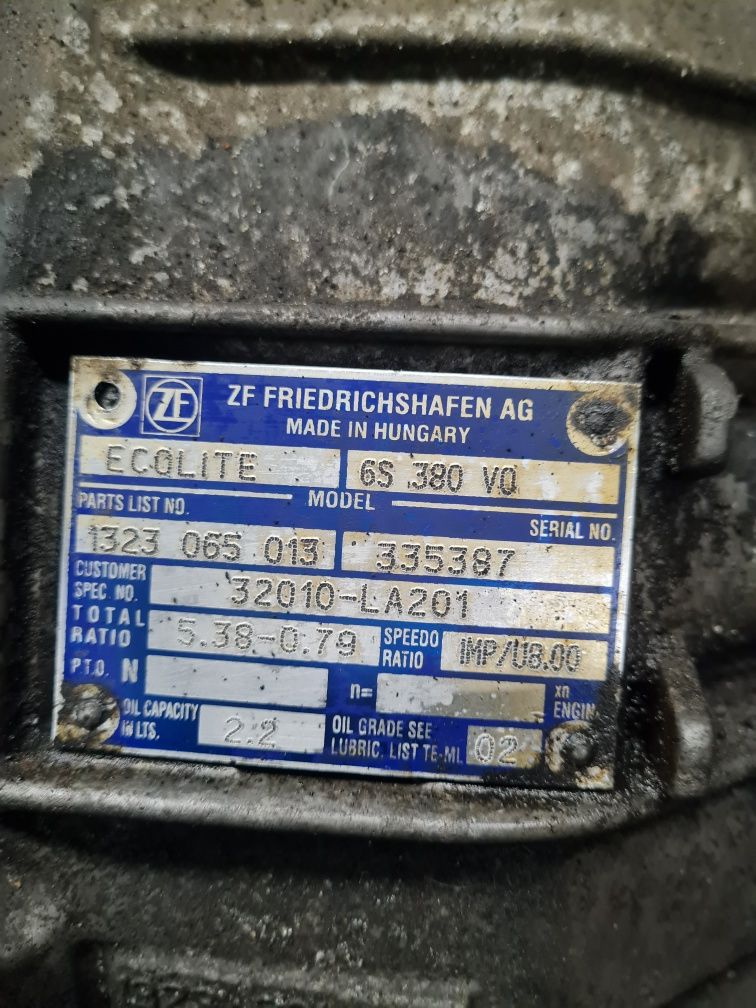 ZF
ZF FRIEDRICHSHAFEN AG
MADE IN HUNGARY
ECOLITE 6S 380 VO
PARTS LIST NO. MODEL SERIAL NO.
1323 065 013 335387
CUSTOMER SPEC NO. 32010-LA201
TOTAL RATIO 5.38-0.79 SPEEDO RATIO IMP/U8.00
P.T.O. N n= xn ENGIN
OIL CAPACITY IN LTS. 2.2 OIL GRADE SEE LUBRIC. LIST TE-ML 02